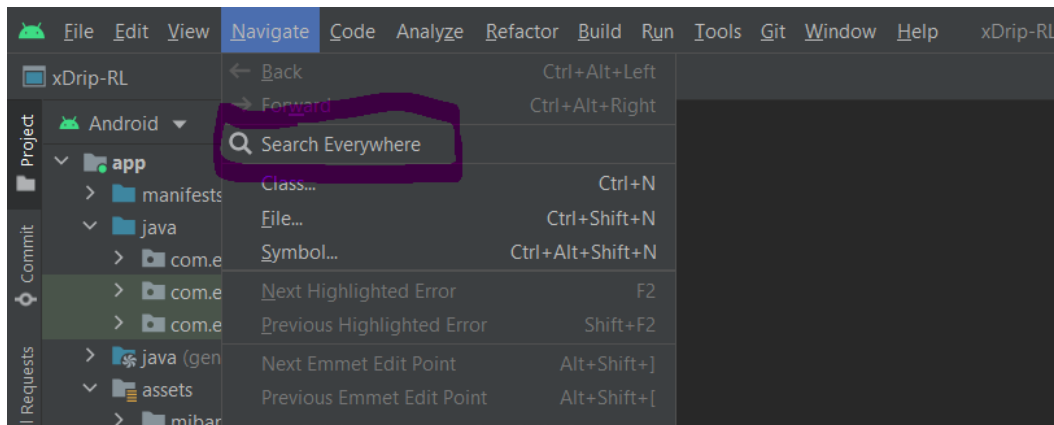 File Edit View Navigate Code Analyze Refactor Build Run Tools Git Window Help xDrip-RL
xDrip-RL
Back Ctrl+Alt+Left
Forward Ctrl+Alt+Right
Search Everywhere
Class... Ctrl+N
File... Ctrl+Shift+N
Symbol... Ctrl+Alt+Shift+N
Next Highlighted Error F2
Previous Highlighted Error Shift+F2
Next Emmet Edit Point Alt+Shift+]
Previous Emmet Edit Point Alt+Shift+[
Project
Commit
l Requests
Android
app
manifests
java
com.e
com.e
com.e
java (gen
assets
mibar